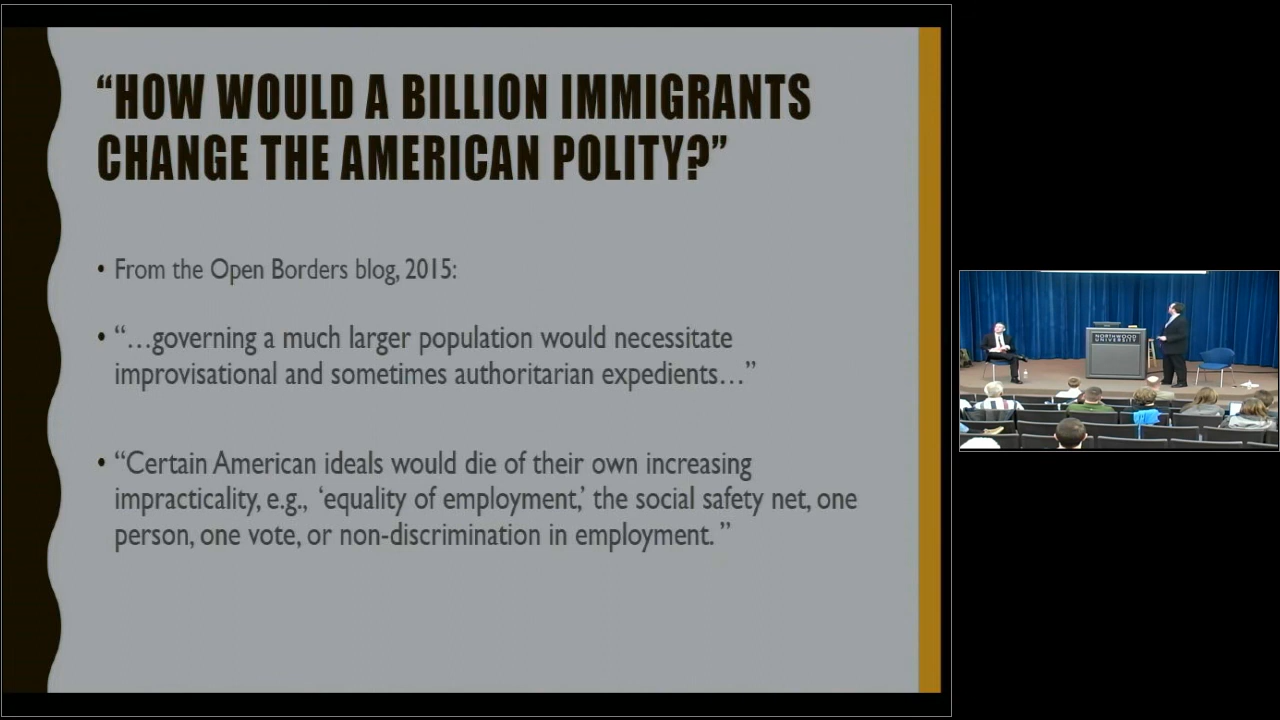 “HOW WOULD A BILLION IMMIGRANTS
CHANGE THE AMERICAN POLITY?”
• From the Open Borders blog, 2015:
• “…governing a much larger population would necessitate
improvisational and sometimes authoritarian expedients…”
• “Certain American ideals would die of their own increasing
impracticality, e.g., ‘equality of employment,’ the social safety net, one
person, one vote, or non-discrimination in employment. ”
NORTHWOOD
UNIVERSITY